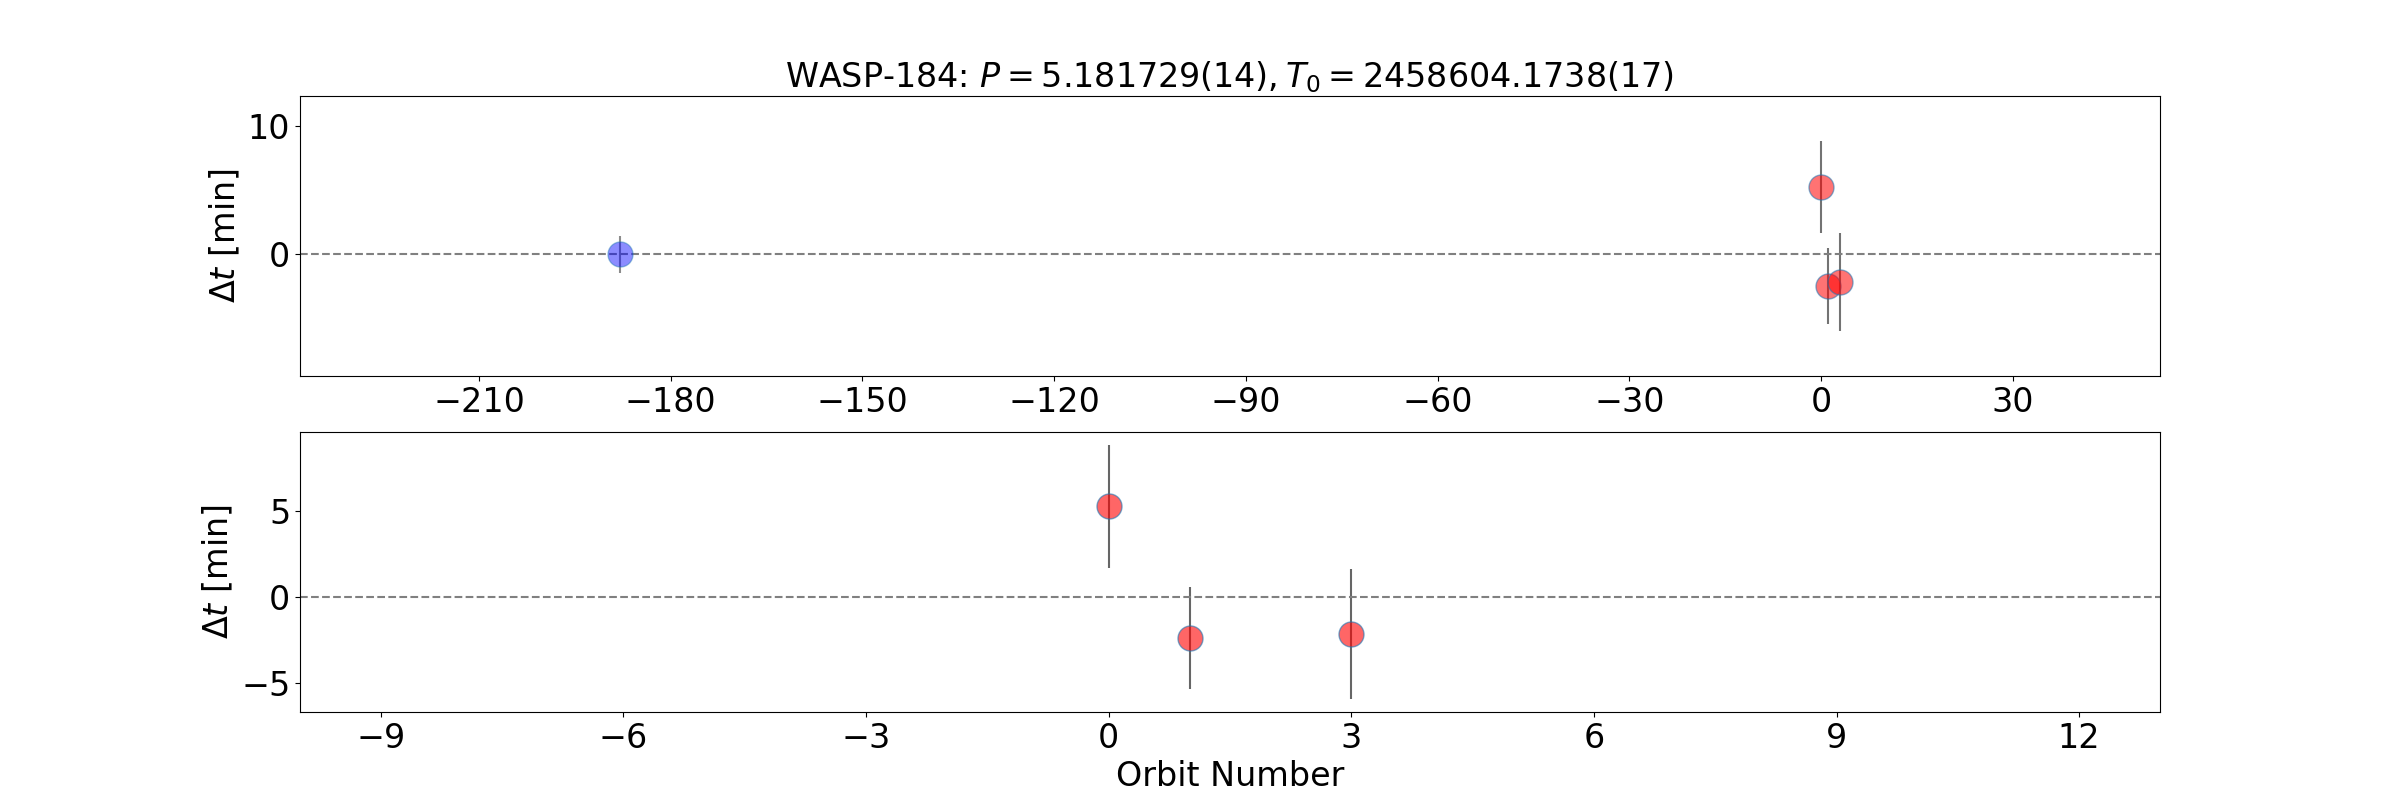 WASP-184: P = 5.181729(14), T₀ = 2458604.1738(17)
Δt [min]
10
0
−210 −180 −150 −120 −90 −60 −30 0 30
Δt [min]
5
0
−5
−9 −6 −3 0 3 6 9 12
Orbit Number